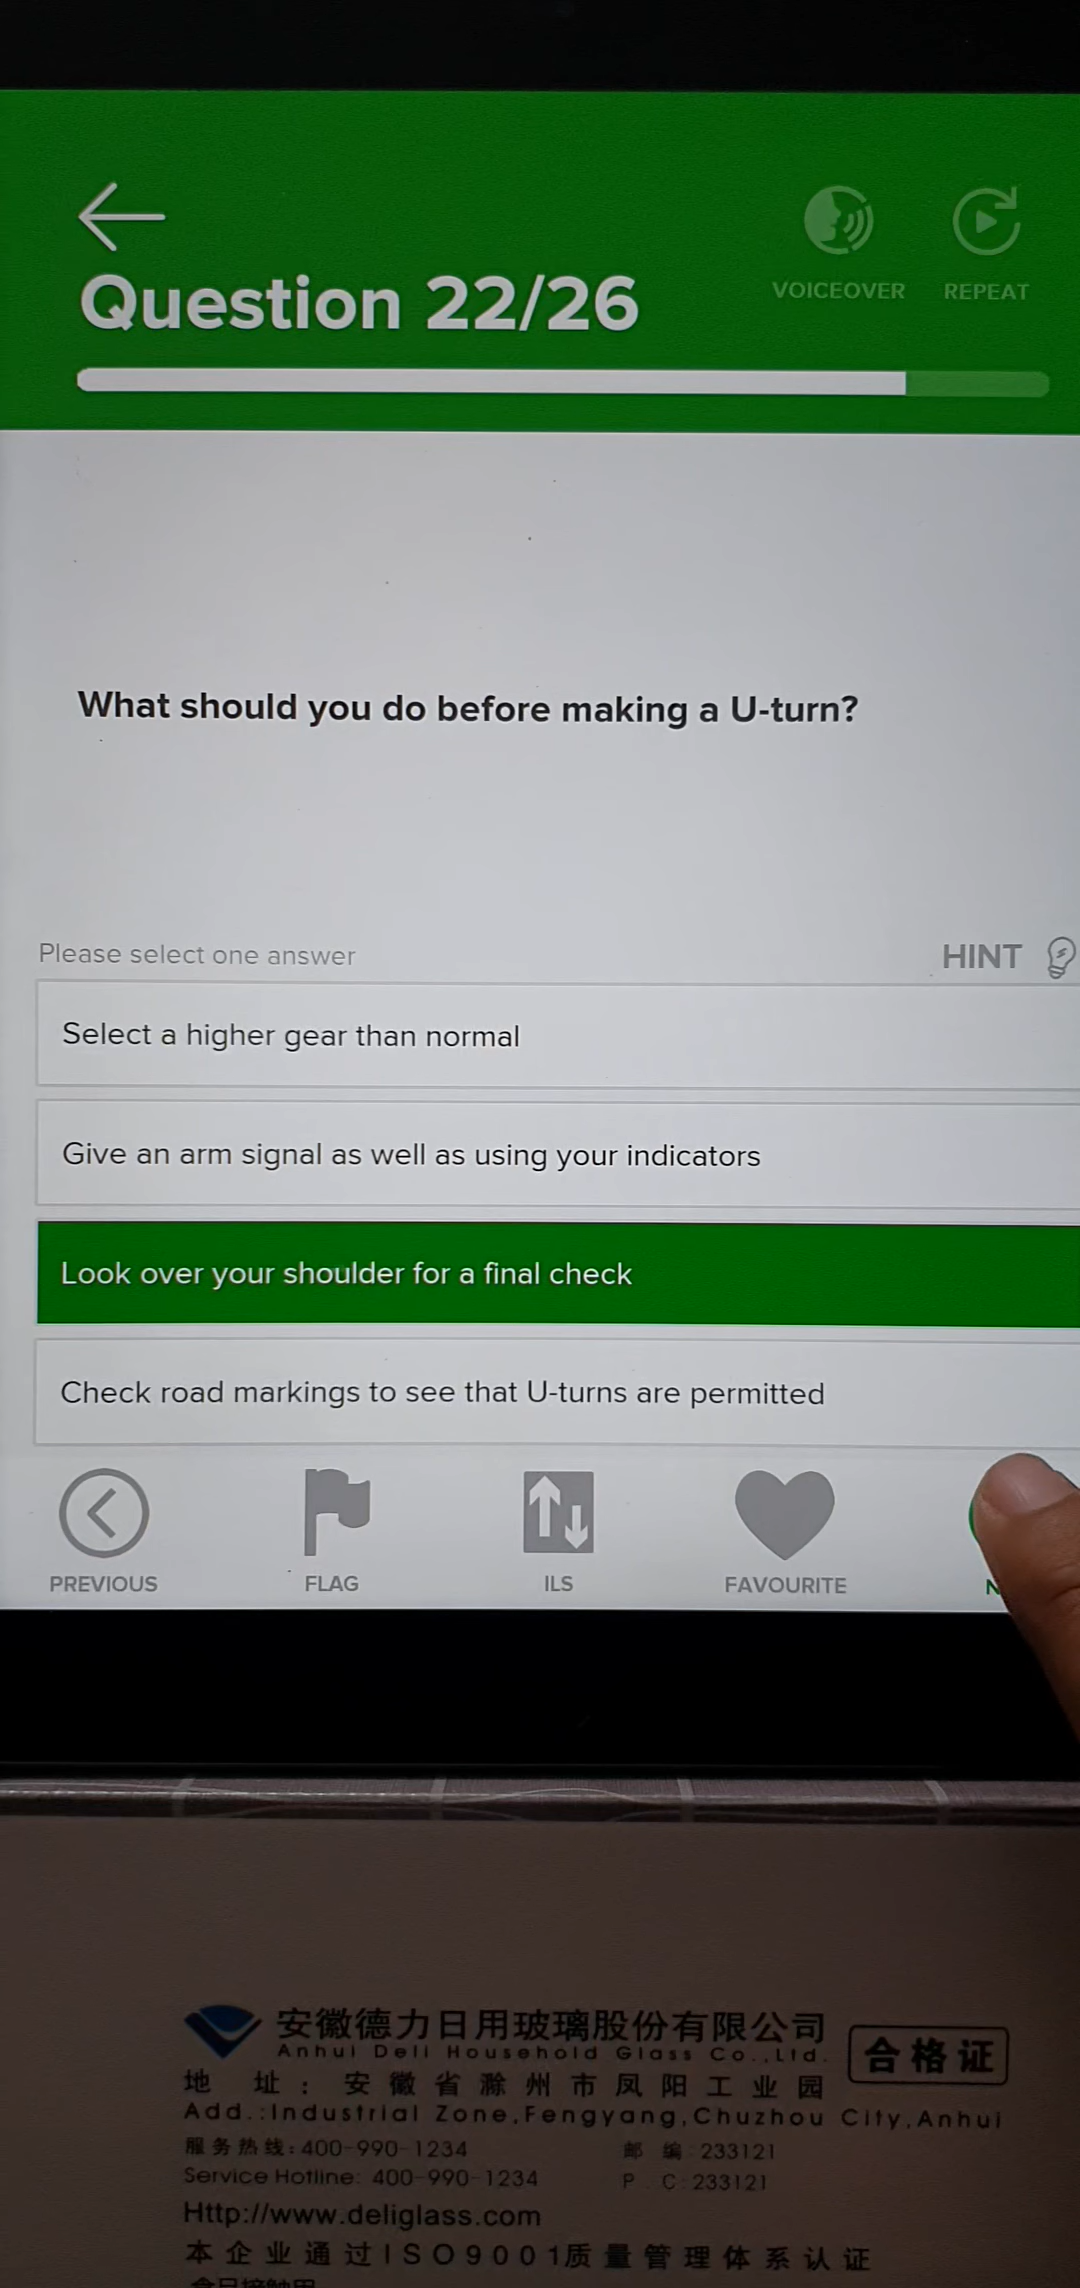 VOICEOVER
REPEAT
Question 22/26
What should you do before making a U-turn?
Please select one answer
HINT
Select a higher gear than normal
Give an arm signal as well as using your indicators
Look over your shoulder for a final check
Check road markings to see that U-turns are permitted
PREVIOUS
FLAG
ILS
FAVOURITE
N
安徽德力日用玻璃股份有限公司
Anhui Deli Household Glass Co.,Ltd.
合格证
地 址：安徽省滁州市凤阳工业园
Add.:Industrial Zone,Fengyang,Chuzhou City,Anhui
服务热线:400-990-1234 邮 编:233121
Service Hotline: 400-990-1234 P C:233121
Http://www.deliglass.com
本企业通过ISO9001质量管理体系认证